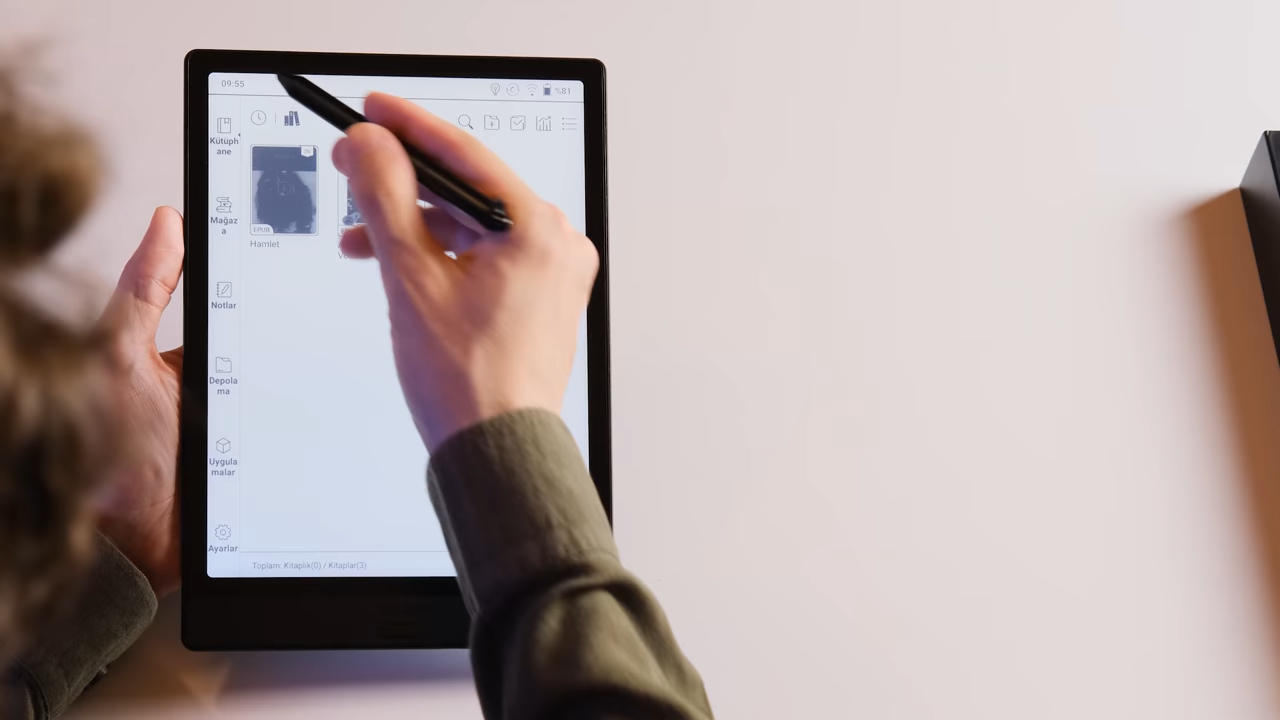 09:55
%81
Kütüph
ane
Mağaz
a
EPUB
Hamlet
Notlar
Depola
ma
Uygula
malar
Ayarlar
Toplam: Kitaplık(0) / Kitaplar(3)